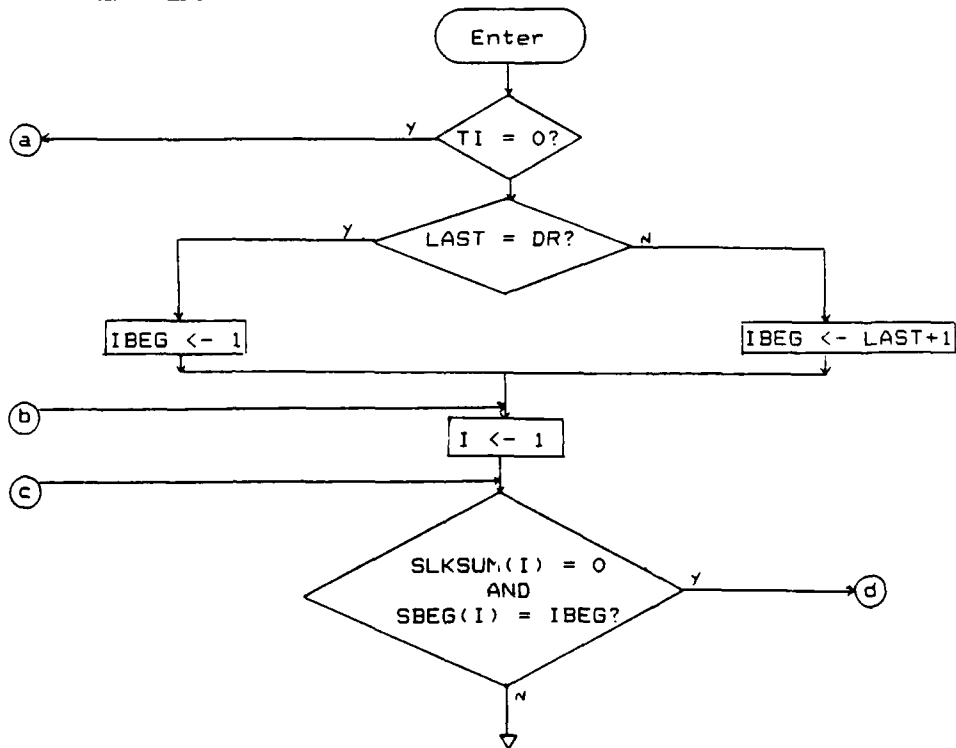 Enter
Y
TI = 0?
a
Y
LAST = DR?
N
IBEG <- 1
IBEG <- LAST+1
b
I <- 1
c
SLKSUM(I) = 0
AND
SBEG(I) = IBEG?
Y
d
N